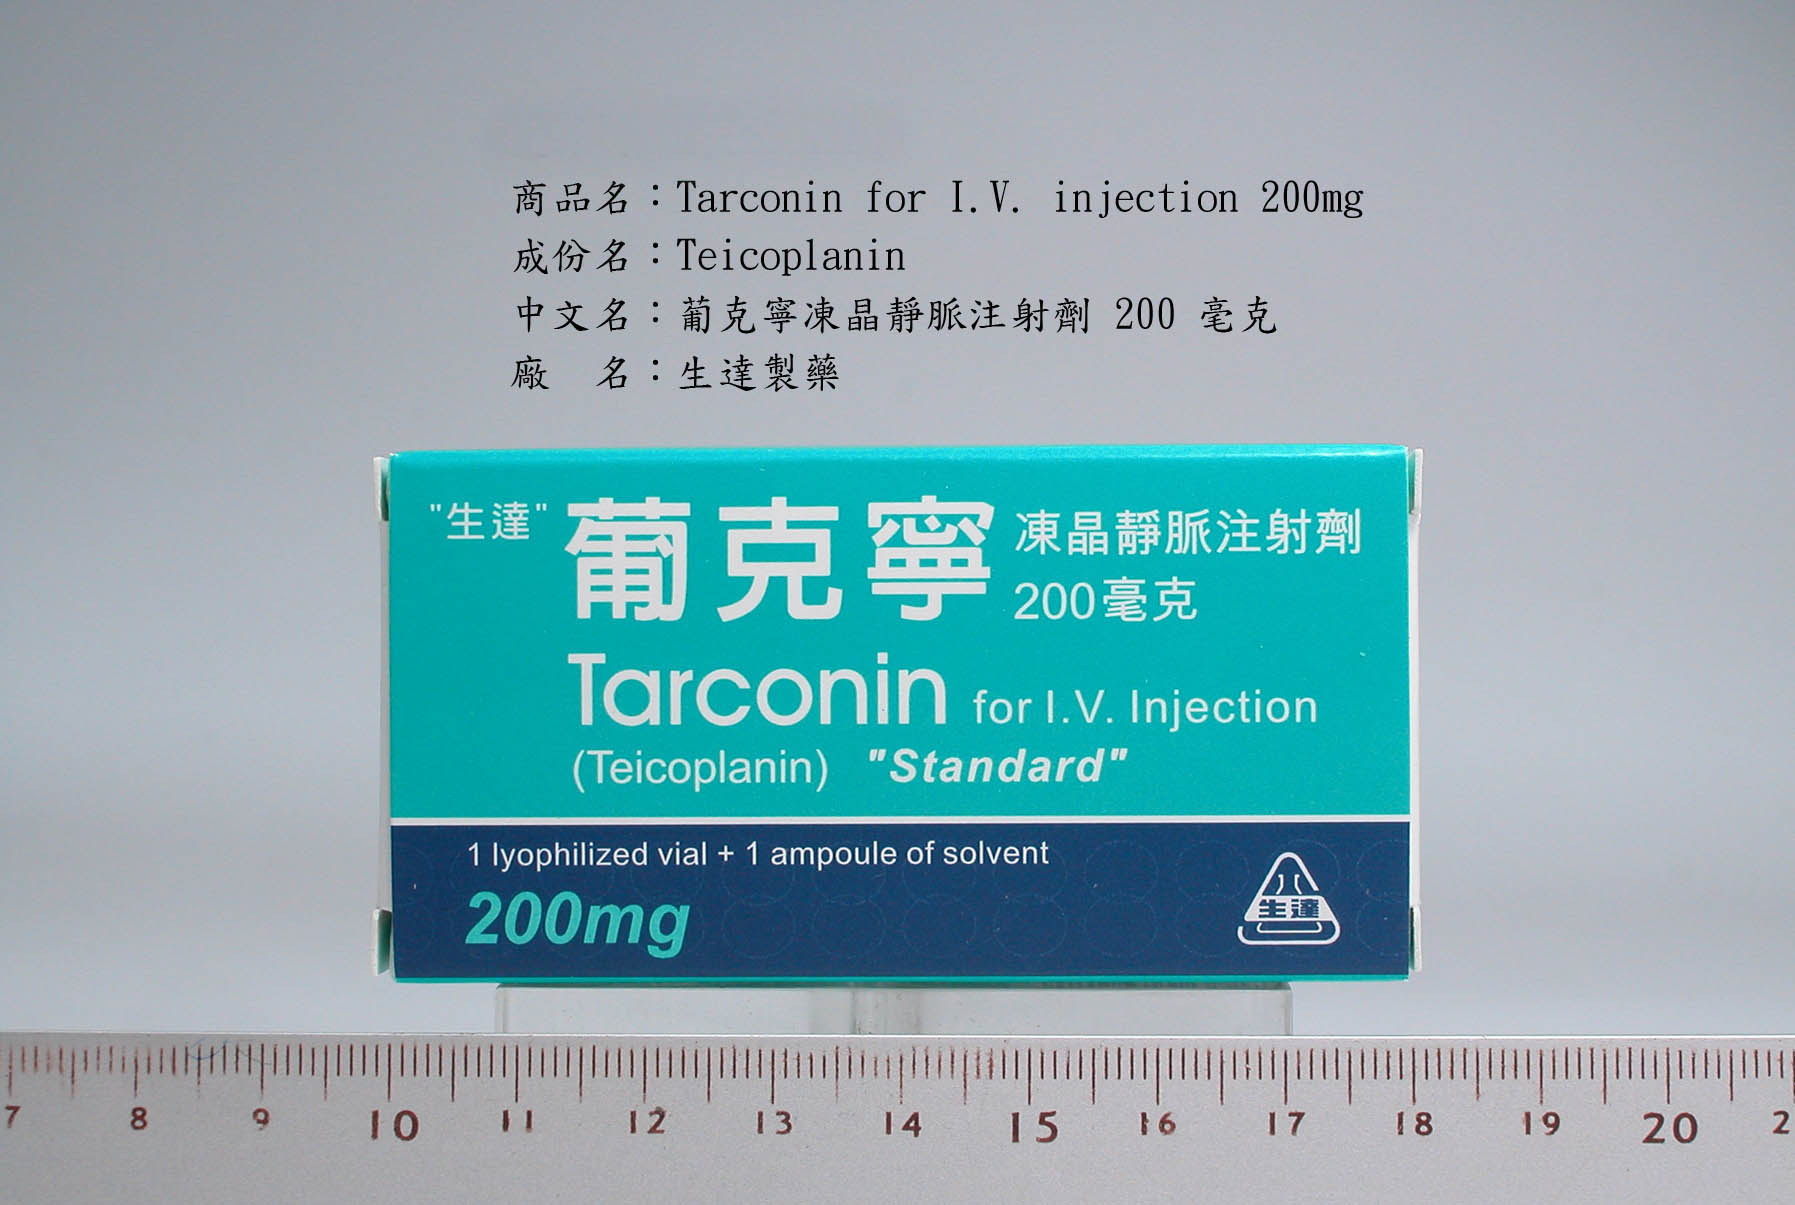 商品名：Tarconin for I.V. injection 200mg
成份名：Teicoplanin
中文名：葡克寧凍晶靜脈注射劑 200 毫克
廠　名：生達製藥
"生達" 葡克寧 凍晶靜脈注射劑
200毫克
Tarconin for I.V. Injection
(Teicoplanin) "Standard"
1 lyophilized vial + 1 ampoule of solvent
200mg
生達
7 8 9 10 11 12 13 14 15 16 17 18 19 20 2